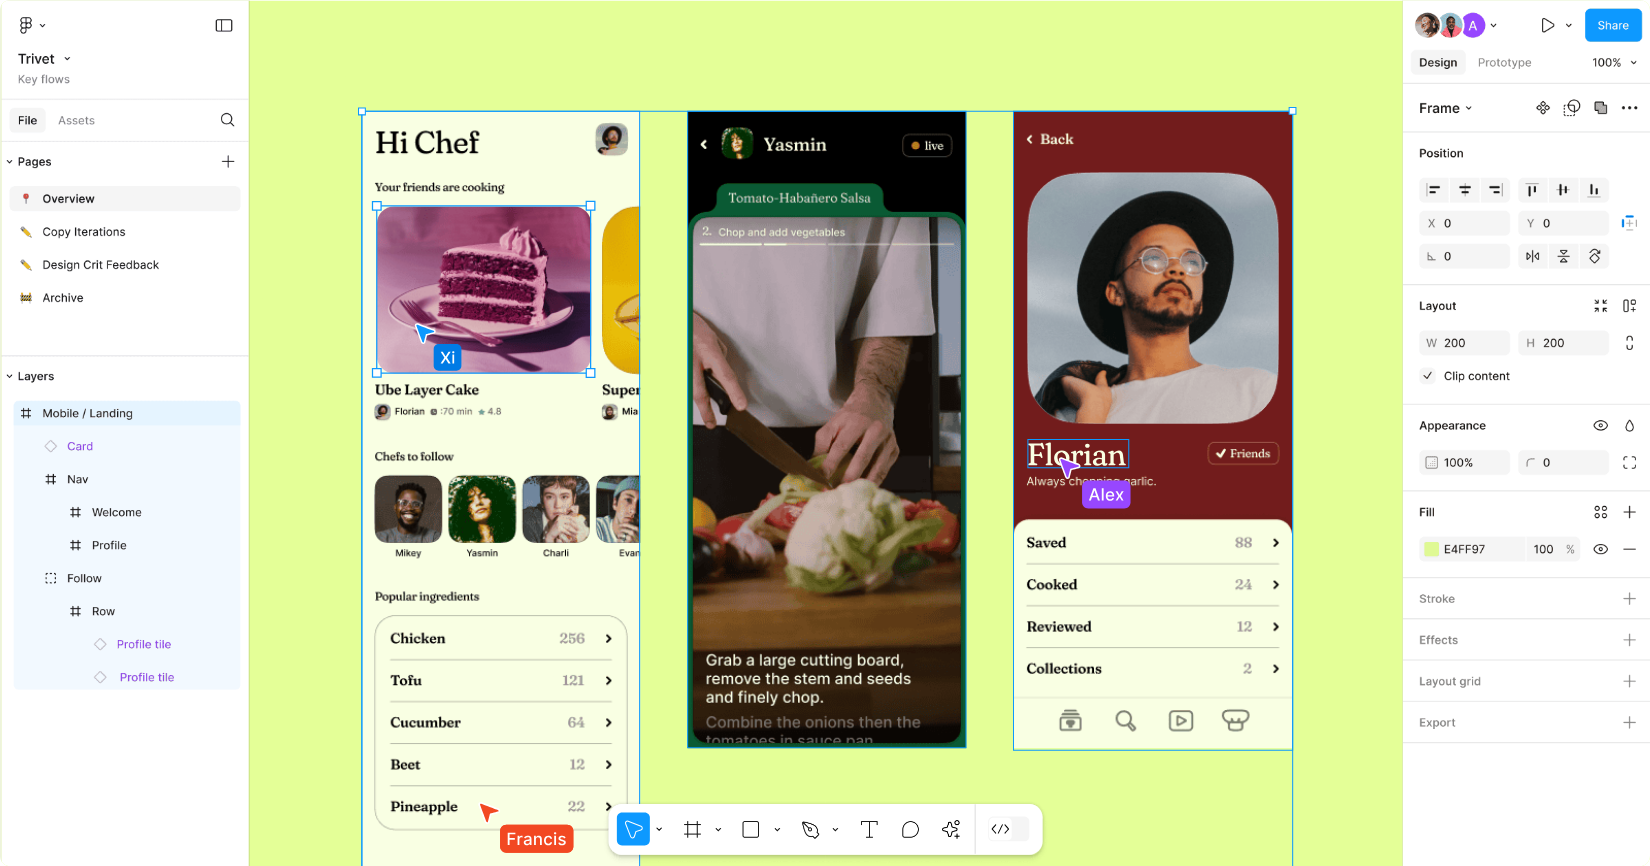 Trivet
Key flows
File
Assets
Pages
Overview
Copy Iterations
Design Crit Feedback
Archive
Layers
Mobile / Landing
Card
Nav
Welcome
Profile
Follow
Row
Profile tile
Profile tile
Hi Chef
Your friends are cooking
Xi
Ube Layer Cake
Super
Florian
:70 min
4.8
Mia
Chefs to follow
Mikey
Yasmin
Charli
Evan
Popular ingredients
Chicken 256
Tofu 121
Cucumber 64
Beet 12
Pineapple 22
Francis
Yasmin
live
Tomato-Habañero Salsa
2. Chop and add vegetables
Grab a large cutting board,
remove the stem and seeds
and finely chop.
Combine the onions then the
tomatoes in sauce pan
Back
Florian
Friends
Always chopping garlic.
Alex
Saved 88
Cooked 24
Reviewed 12
Collections 2
A
Share
Design
Prototype
100%
Frame
Position
X 0
Y 0
0
Layout
W 200
H 200
Clip content
Appearance
100%
0
Fill
E4FF97 100 %
Stroke
Effects
Layout grid
Export